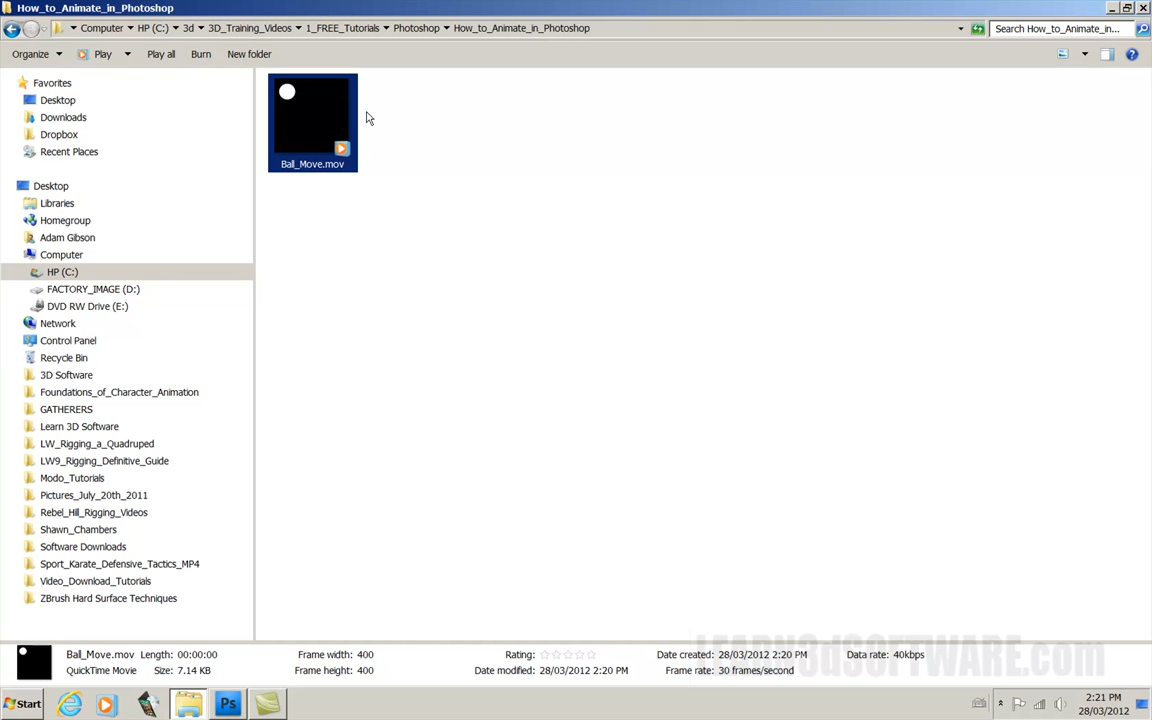 How_to_Animate_in_Photoshop
Computer HP (C:) 3d 3D_Training_Videos 1_FREE_Tutorials Photoshop How_to_Animate_in_Photoshop
Search How_to_Animate_in_...
Organize Play Play all Burn New folder
Favorites
Desktop
Downloads
Dropbox
Recent Places
Desktop
Libraries
Homegroup
Adam Gibson
Computer
HP (C:)
FACTORY_IMAGE (D:)
DVD RW Drive (E:)
Network
Control Panel
Recycle Bin
3D Software
Foundations_of_Character_Animation
GATHERERS
Learn 3D Software
LW_Rigging_a_Quadruped
LW9_Rigging_Definitive_Guide
Modo_Tutorials
Pictures_July_20th_2011
Rebel_Hill_Rigging_Videos
Shawn_Chambers
Software Downloads
Sport_Karate_Defensive_Tactics_MP4
Video_Download_Tutorials
ZBrush Hard Surface Techniques
Ball_Move.mov
Ball_Move.mov Length: 00:00:00 Frame width: 400 Rating: Date created: 28/03/2012 2:20 PM Data rate: 40kbps
QuickTime Movie Size: 7.14 KB Frame height: 400 Date modified: 28/03/2012 2:20 PM Frame rate: 30 frames/second
LEARN3dSOFTWARE.com
Start
Ps
2:21 PM
28/03/2012